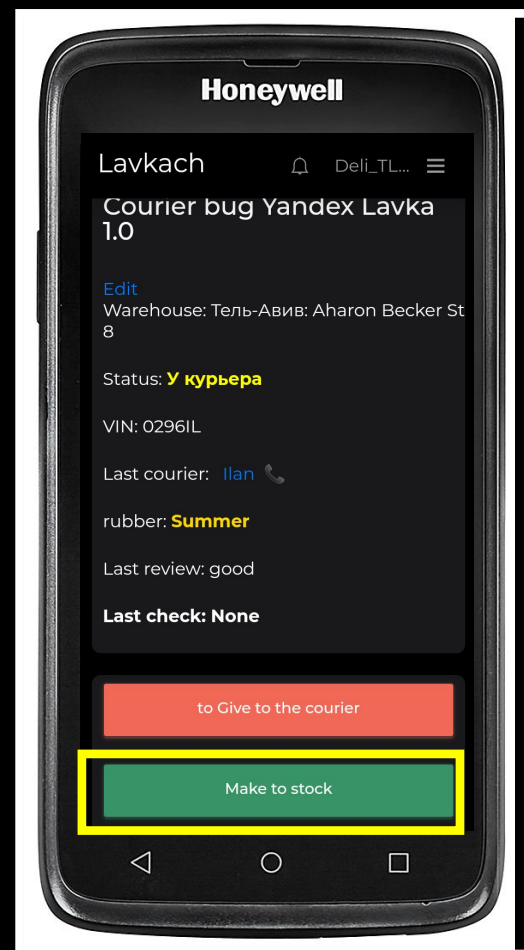 Honeywell
Lavkach Deli_TL...
Courier bug Yandex Lavka
1.0
Edit
Warehouse: Тель-Авив: Aharon Becker St
8
Status: У курьера
VIN: 0296IL
Last courier: Ilan
rubber: Summer
Last review: good
Last check: None
to Give to the courier
Make to stock